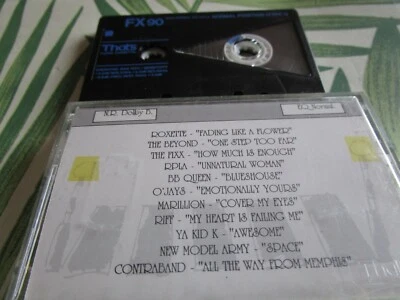 FX90
That's
N.R. Dolby B.
EQ Normal
ROXETTE - "FADING LIKE A FLOWER"
THE BEYOND - "ONE STEP TOO FAR"
THE FIXX - "HOW MUCH IS ENOUGH"
RPLA - "UNNATURAL WOMAN"
BB QUEEN - "BLUESHOUSE"
O'JAYS - "EMOTIONALLY YOURS"
MARILLION - "COVER MY EYES"
RIFF - "MY HEART IS FAILING ME"
YA KID K - "AWESOME"
NEW MODEL ARMY - "SPACE"
CONTRABAND - "ALL THE WAY FROM MEMPHIS"